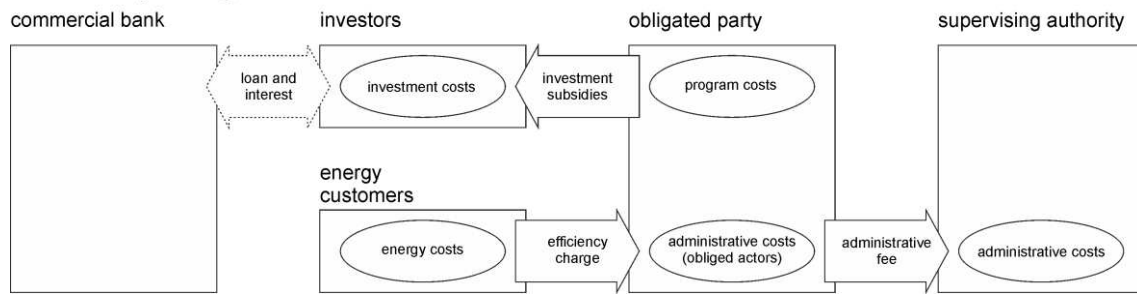 commercial bank
investors
obligated party
supervising authority
loan and
interest
investment costs
investment
subsidies
program costs
energy
customers
energy costs
efficiency
charge
administrative costs
(obliged actors)
administrative
fee
administrative costs